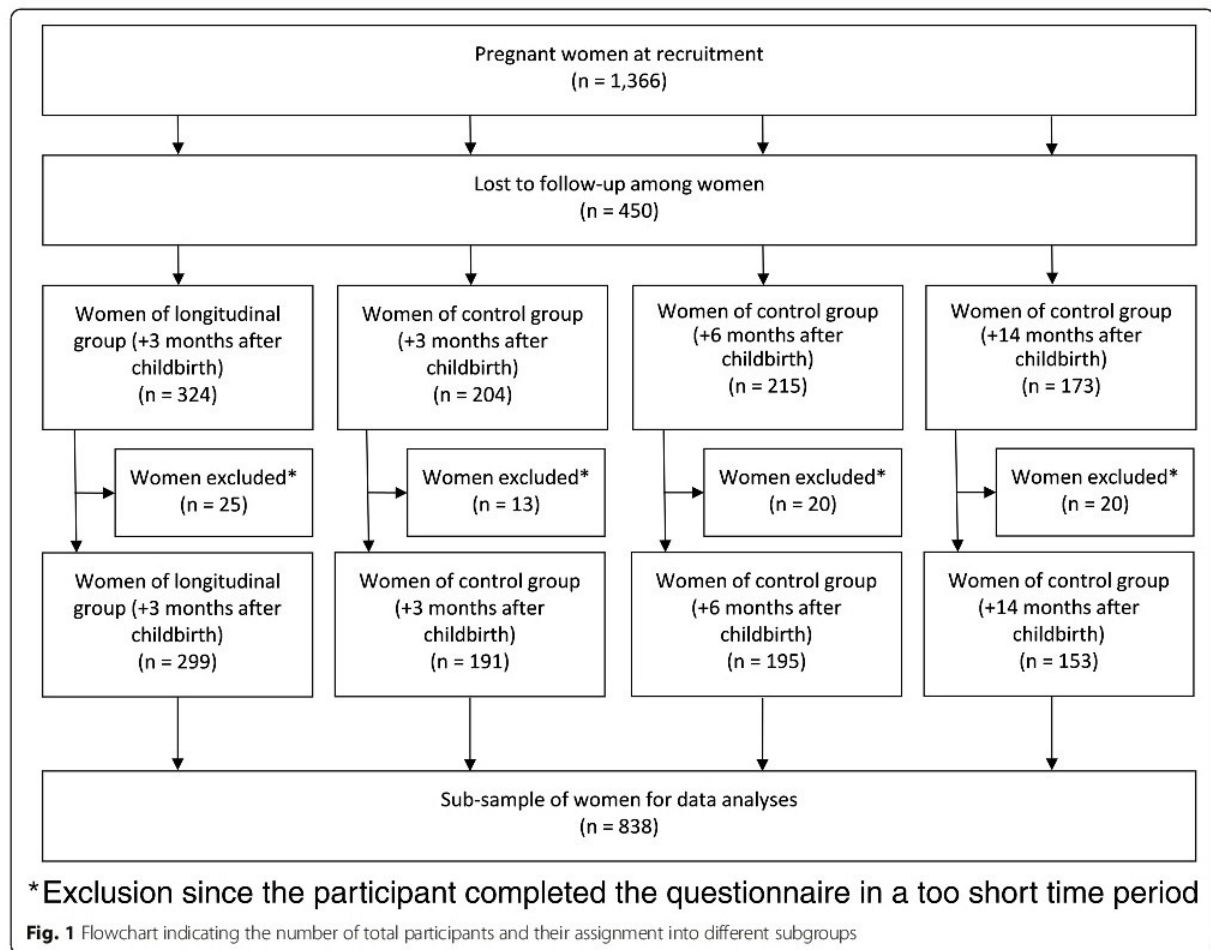 Pregnant women at recruitment
(n = 1,366)
Lost to follow-up among women
(n = 450)
Women of longitudinal
group (+3 months after
childbirth)
(n = 324)
Women of control group
(+3 months after
childbirth)
(n = 204)
Women of control group
(+6 months after
childbirth)
(n = 215)
Women of control group
(+14 months after
childbirth)
(n = 173)
Women excluded*
(n = 25)
Women excluded*
(n = 13)
Women excluded*
(n = 20)
Women excluded*
(n = 20)
Women of longitudinal
group (+3 months after
childbirth)
(n = 299)
Women of control group
(+3 months after
childbirth)
(n = 191)
Women of control group
(+6 months after
childbirth)
(n = 195)
Women of control group
(+14 months after
childbirth)
(n = 153)
Sub-sample of women for data analyses
(n = 838)
*Exclusion since the participant completed the questionnaire in a too short time period
Fig. 1 Flowchart indicating the number of total participants and their assignment into different subgroups